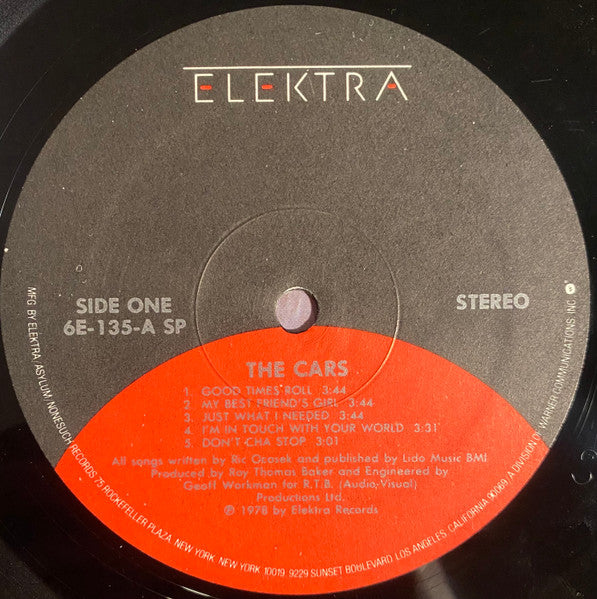 ELEKTRA
SIDE ONE
6E-135-A SP
STEREO
THE CARS
1. GOOD TIMES ROLL 3:44
2. MY BEST FRIEND'S GIRL 3:44
3. JUST WHAT I NEEDED 3:44
4. I'M IN TOUCH WITH YOUR WORLD 3:31
5. DON'T CHA STOP 3:01
All songs written by Ric Ocasek and published by Lido Music BMI
Produced by Roy Thomas Baker and Engineered by
Geoff Workman for R.T.B. (Audio, Visual)
Productions Ltd.
℗ 1978 by Elektra Records
MFG BY ELEKTRA/ASYLUM/NONESUCH RECORDS 75 ROCKEFELLER PLAZA, NEW YORK, NEW YORK 10019 9229 SUNSET BOULEVARD LOS ANGELES, CALIFORNIA 90069 A DIVISION OF WARNER COMMUNICATIONS, INC. S